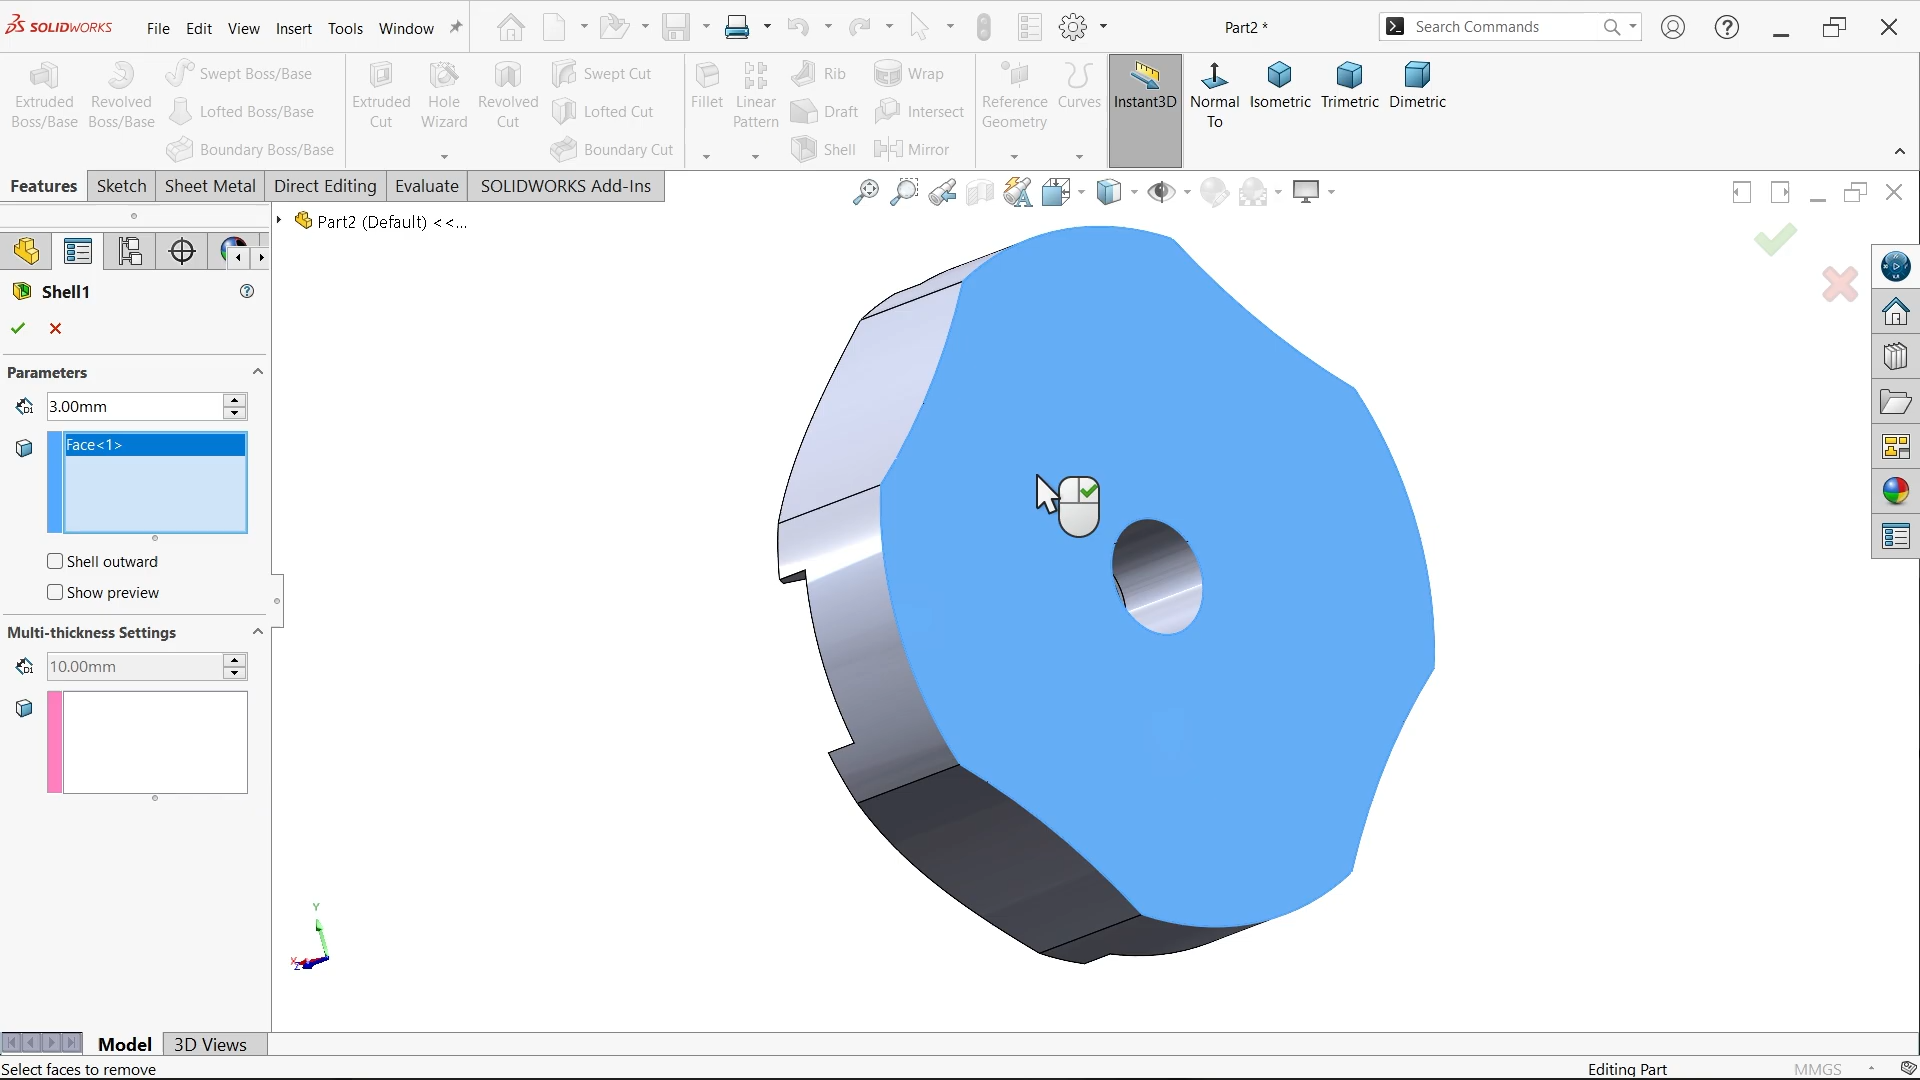 SOLIDWORKS File Edit View Insert Tools Window Part2 * Search Commands
Extruded Boss/Base
Revolved Boss/Base
Swept Boss/Base
Lofted Boss/Base
Boundary Boss/Base
Extruded Cut
Hole Wizard
Revolved Cut
Swept Cut
Lofted Cut
Boundary Cut
Fillet
Linear Pattern
Rib
Draft
Shell
Wrap
Intersect
Mirror
Reference Geometry
Curves
Instant3D
Normal To
Isometric
Trimetric
Dimetric
Features Sketch Sheet Metal Direct Editing Evaluate SOLIDWORKS Add-Ins
Part2 (Default) <<...
Shell1
Parameters
3.00mm
Face<1>
Shell outward
Show preview
Multi-thickness Settings
10.00mm
Y
X
Z
Model 3D Views
Select faces to remove Editing Part MMGS